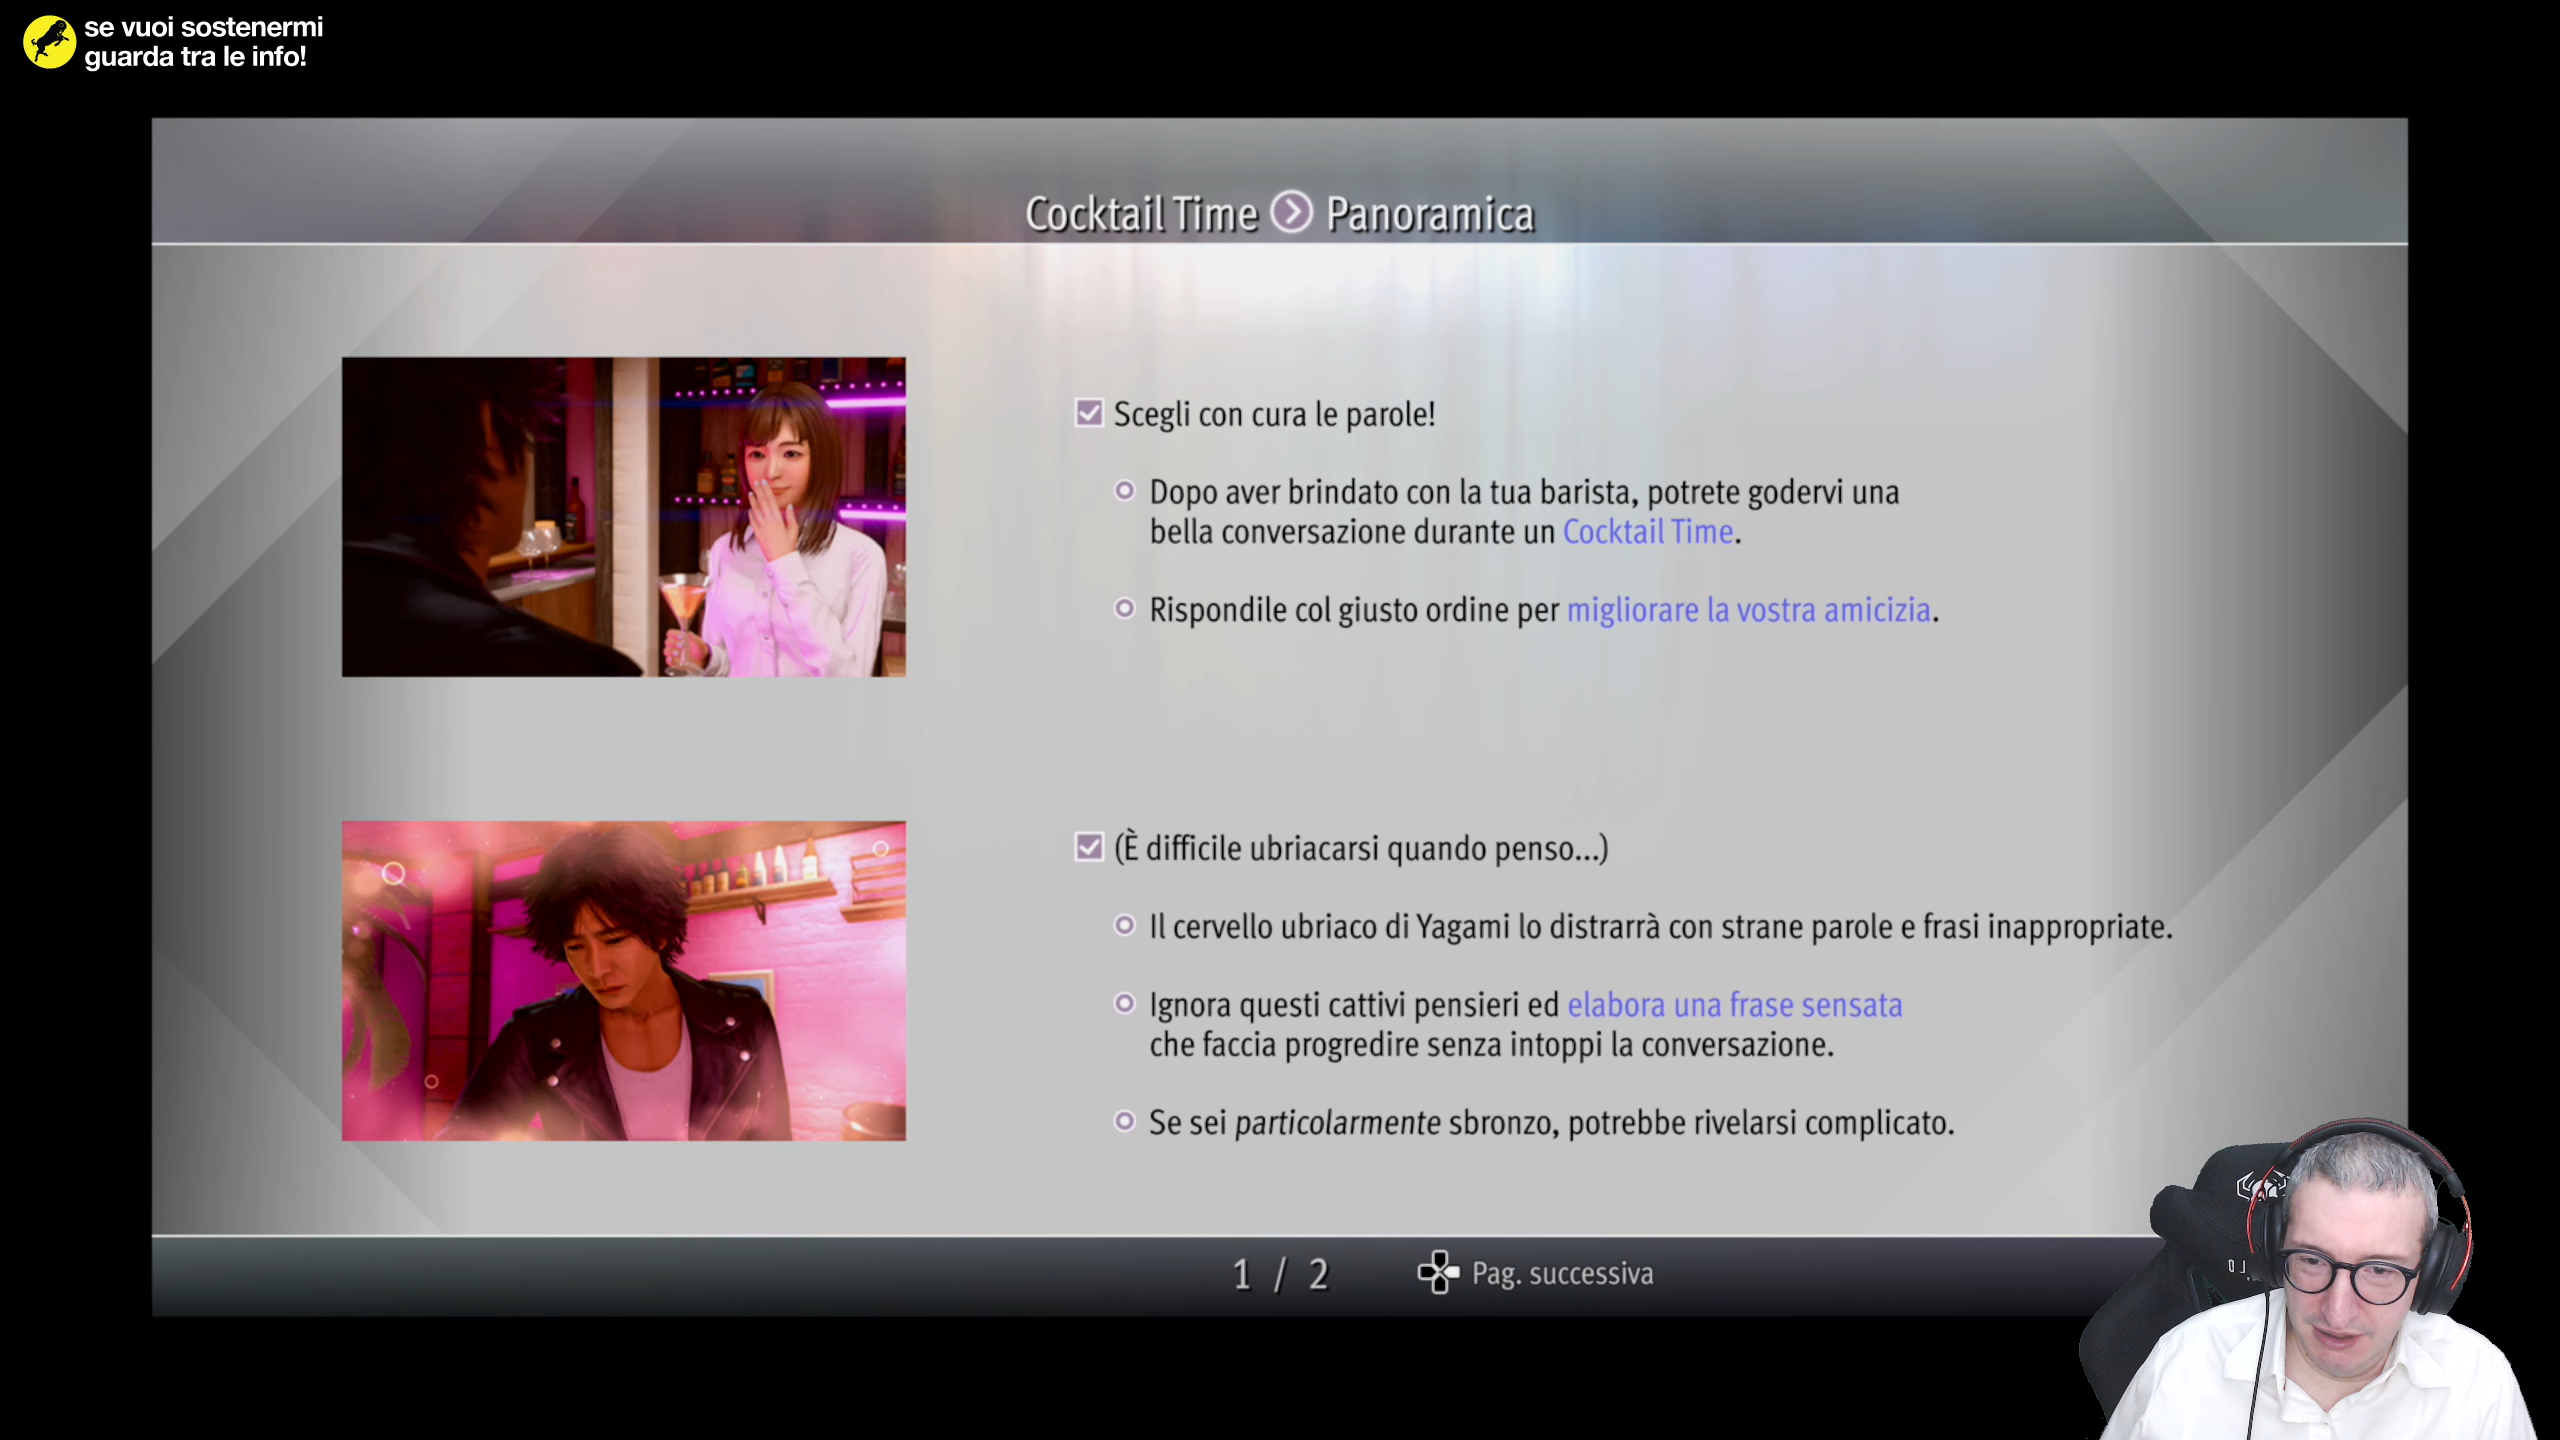 se vuoi sostenermi
guarda tra le info!
Cocktail Time Panoramica
Scegli con cura le parole!
Dopo aver brindato con la tua barista, potrete godervi una
bella conversazione durante un Cocktail Time.
Rispondile col giusto ordine per migliorare la vostra amicizia.
(È difficile ubriacarsi quando penso...)
Il cervello ubriaco di Yagami lo distrarrà con strane parole e frasi inappropriate.
Ignora questi cattivi pensieri ed elabora una frase sensata
che faccia progredire senza intoppi la conversazione.
Se sei particolarmente sbronzo, potrebbe rivelarsi complicato.
1 / 2 Pag. successiva